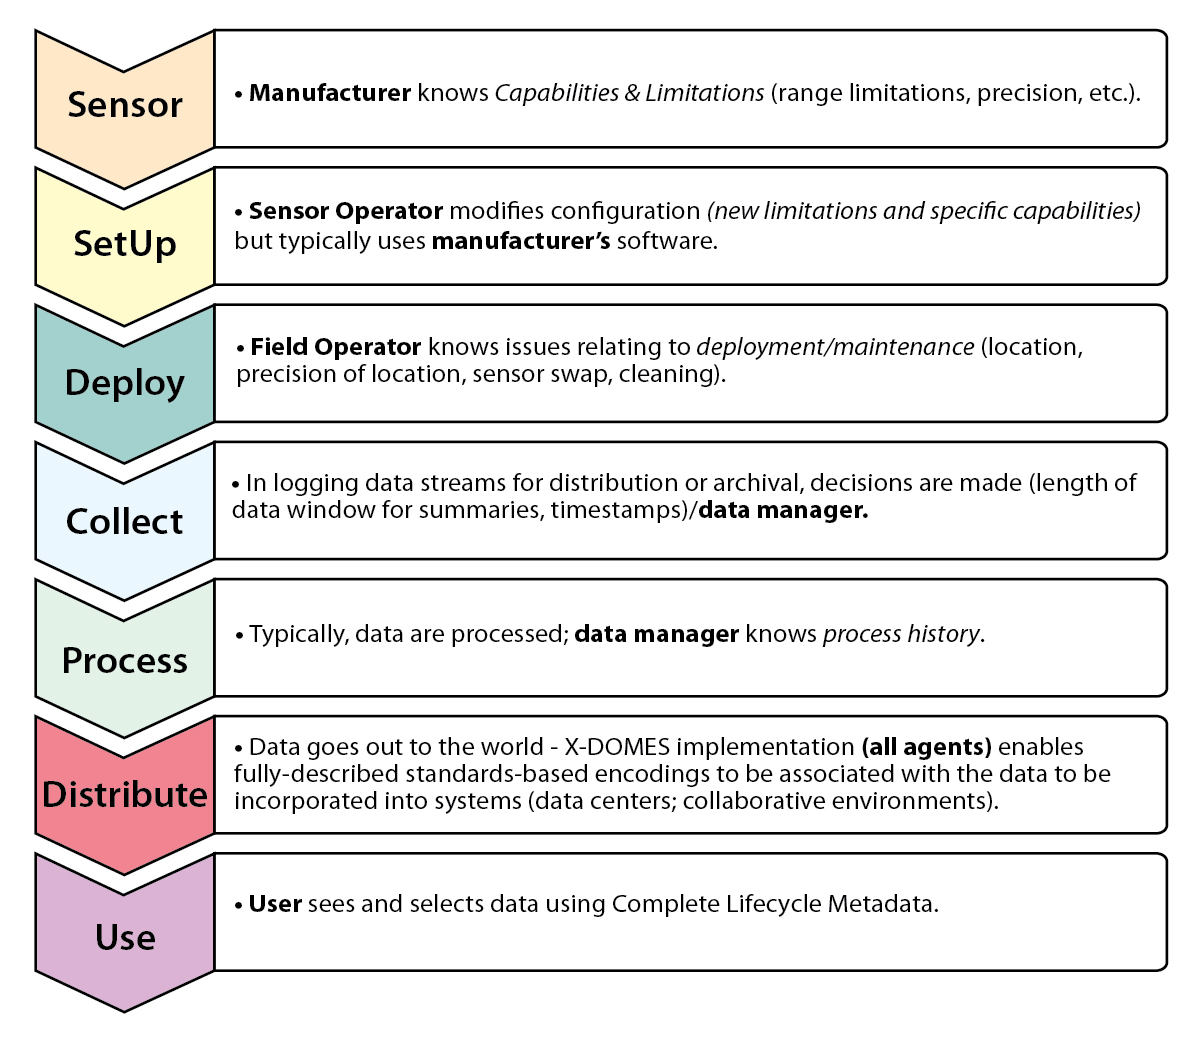 Sensor
• Manufacturer knows Capabilities & Limitations (range limitations, precision, etc.).
SetUp
• Sensor Operator modifies configuration (new limitations and specific capabilities)
but typically uses manufacturer’s software.
Deploy
• Field Operator knows issues relating to deployment/maintenance (location,
precision of location, sensor swap, cleaning).
Collect
• In logging data streams for distribution or archival, decisions are made (length of
data window for summaries, timestamps)/data manager.
Process
• Typically, data are processed; data manager knows process history.
Distribute
• Data goes out to the world - X-DOMES implementation (all agents) enables
fully-described standards-based encodings to be associated with the data to be
incorporated into systems (data centers; collaborative environments).
Use
• User sees and selects data using Complete Lifecycle Metadata.